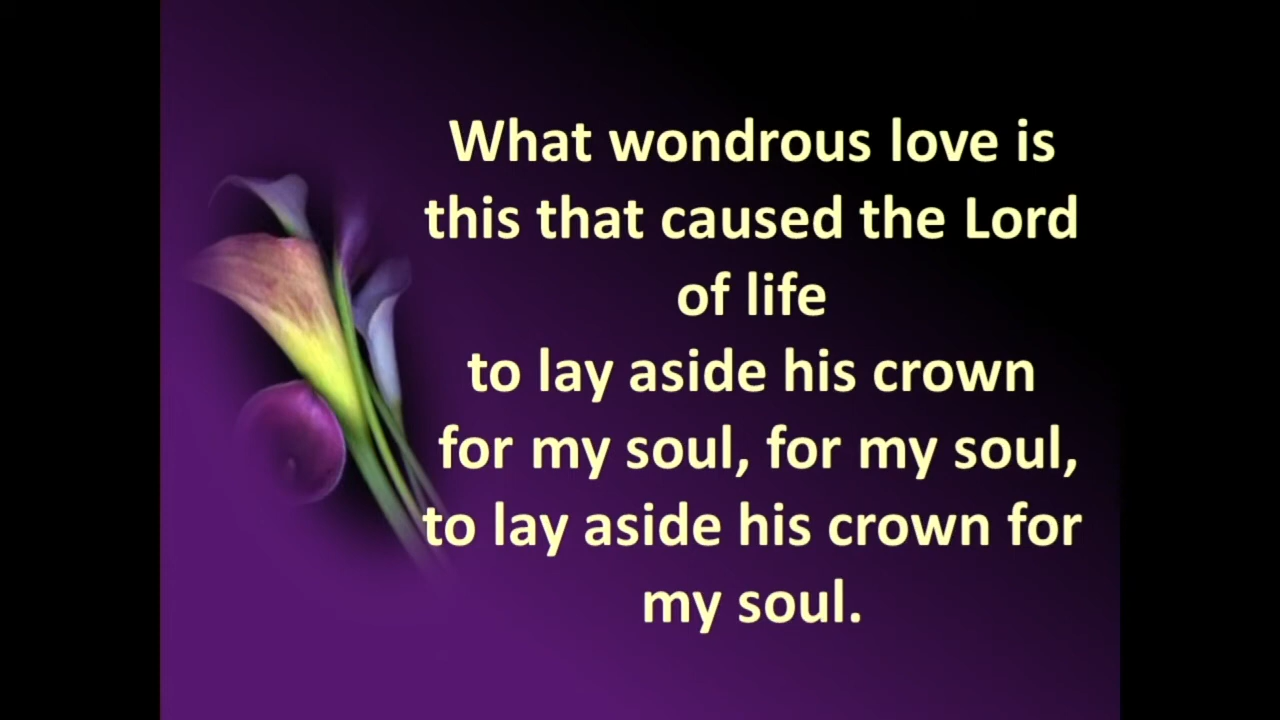 What wondrous love is
this that caused the Lord
of life
to lay aside his crown
for my soul, for my soul,
to lay aside his crown for
my soul.